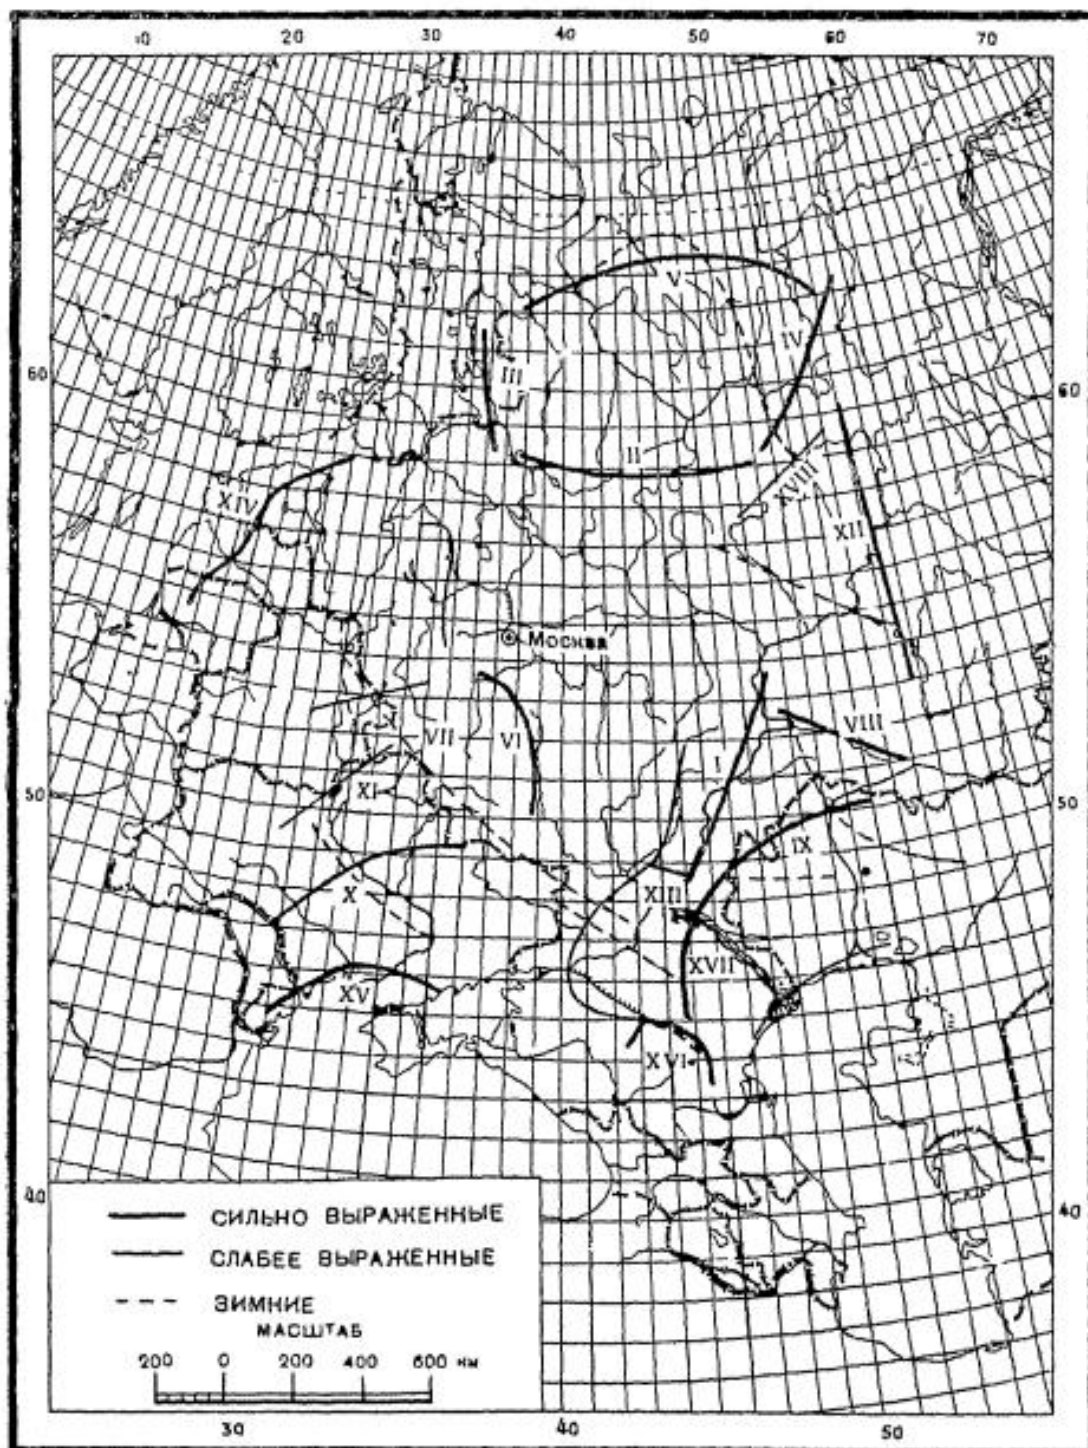 10 20 30 40 50 60 70
60
60
V
IV
III
II
XVIII
XIV
XII
Москва
VII
VI
VIII
I
XI
50
50
IX
X
XIII
XVII
XV
XVI
40
40
СИЛЬНО ВЫРАЖЕННЫЕ
СЛАБЕЕ ВЫРАЖЕННЫЕ
ЗИМНИЕ
МАСШТАБ
200 0 200 400 600 км
30 40 50